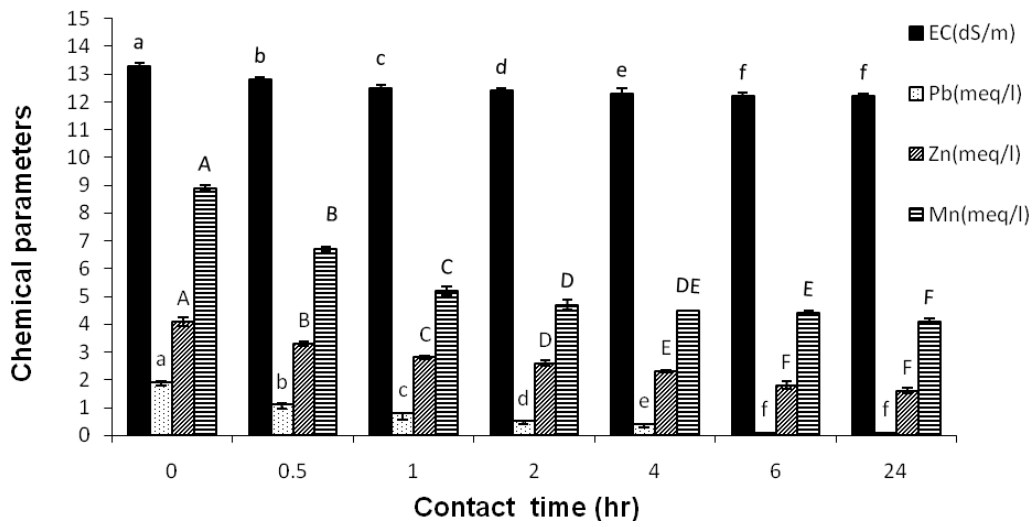 Chemical parameters
15
14
13
12
11
10
9
8
7
6
5
4
3
2
1
0
a
b
c
d
e
f
f
A
B
C
D
DE
E
F
A
B
C
D
E
F
F
a
b
c
d
e
f
f
0
0.5
1
2
4
6
24
Contact time (hr)
EC(dS/m)
Pb(meq/l)
Zn(meq/l)
Mn(meq/l)